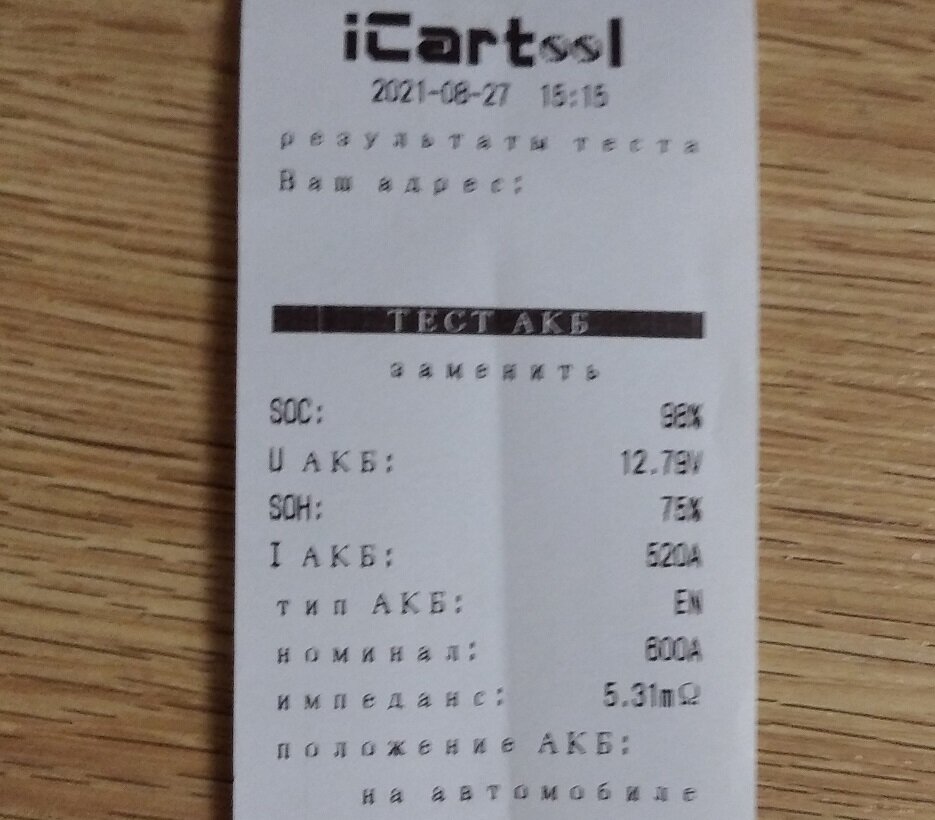 iCartool
2021-08-27 15:15
результаты теста
Ваш адрес:
ТЕСТ АКБ
заменить
SOC: 98%
U АКБ: 12.79V
SOH: 75%
I АКБ: 520A
тип АКБ: EN
номинал: 600A
импеданс: 5.31mΩ
положение АКБ:
на автомобиле